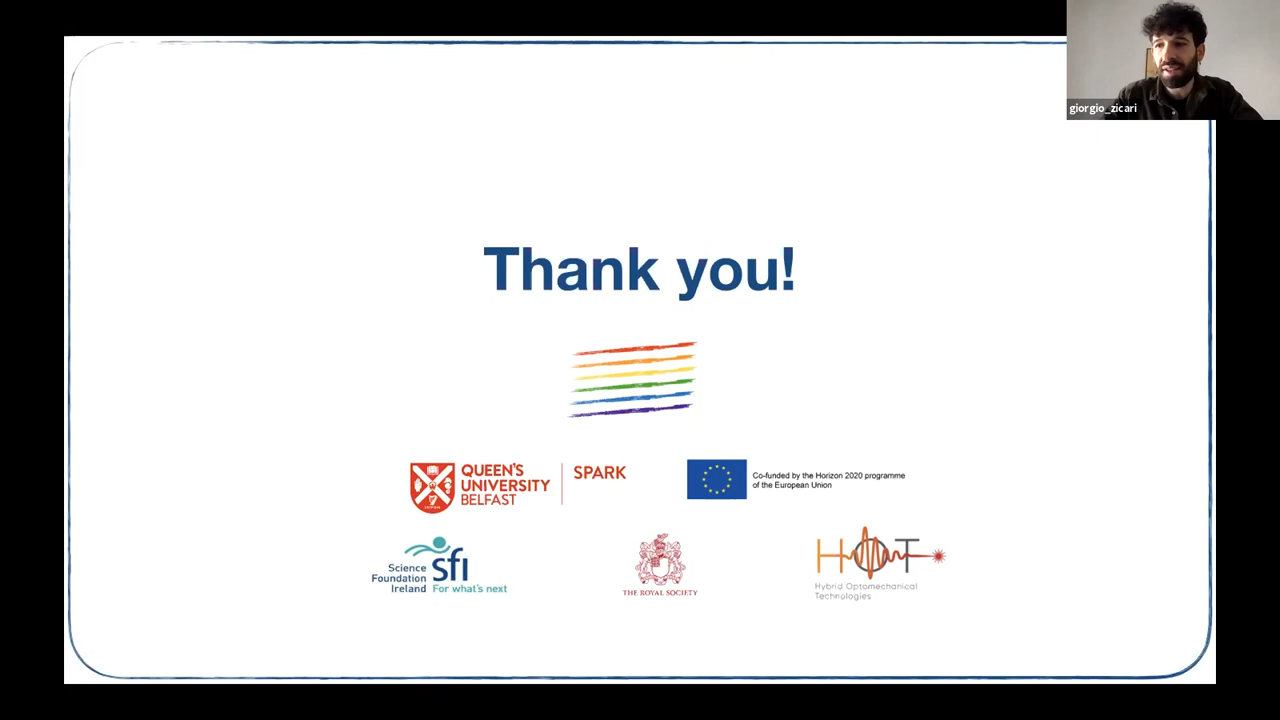 giorgio_zicari
Thank you!
QUEEN'S
UNIVERSITY
BELFAST
SPARK
Co-funded by the Horizon 2020 programme
of the European Union
Science
Foundation
Ireland
sfi
For what's next
THE ROYAL SOCIETY
HOT
Hybrid Optomechanical
Technologies